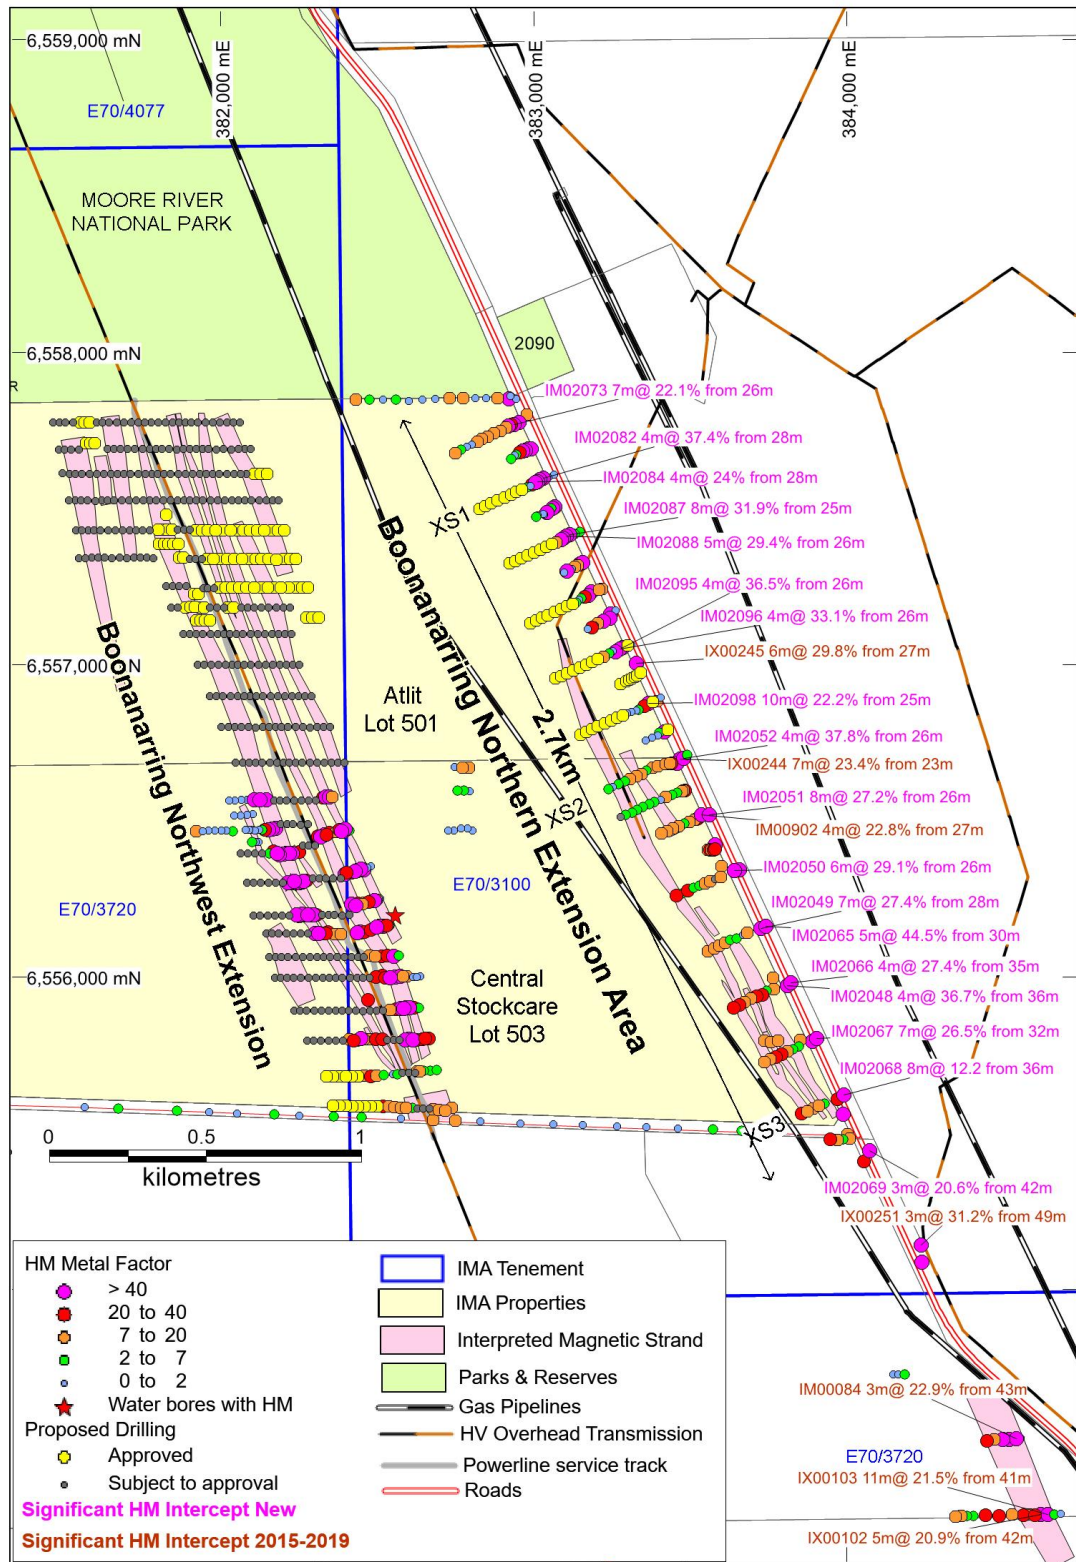 6,559,000 mN
382,000 mE
383,000 mE
384,000 mE
E70/4077
MOORE RIVER
NATIONAL PARK
6,558,000 mN
2090
R
IM02073 7m@ 22.1% from 26m
IM02082 4m@ 37.4% from 28m
IM02084 4m@ 24% from 28m
XS1
IM02087 8m@ 31.9% from 25m
IM02088 5m@ 29.4% from 26m
IM02095 4m@ 36.5% from 26m
IM02096 4m@ 33.1% from 26m
IX00245 6m@ 29.8% from 27m
6,557,000 N
Atlit
Lot 501
IM02098 10m@ 22.2% from 25m
2.7km
IM02052 4m@ 37.8% from 26m
IX00244 7m@ 23.4% from 23m
Boonanarring Northwest Extension
Boonanarring Northern Extension Area
IM02051 8m@ 27.2% from 26m
XS2
IM00902 4m@ 22.8% from 27m
IM02050 6m@ 29.1% from 26m
E70/3100
E70/3720
IM02049 7m@ 27.4% from 28m
IM02065 5m@ 44.5% from 30m
6,556,000 mN
Central
Stockcare
Lot 503
IM02066 4m@ 27.4% from 35m
IM02048 4m@ 36.7% from 36m
IM02067 7m@ 26.5% from 32m
IM02068 8m@ 12.2 from 36m
XS3
0 0.5 1
kilometres
IM02069 3m@ 20.6% from 42m
IX00251 3m@ 31.2% from 49m
IM00084 3m@ 22.9% from 43m
E70/3720
IX00103 11m@ 21.5% from 41m
IX00102 5m@ 20.9% from 42m
HM Metal Factor
> 40
20 to 40
7 to 20
2 to 7
0 to 2
Water bores with HM
Proposed Drilling
Approved
Subject to approval
Significant HM Intercept New
Significant HM Intercept 2015-2019
IMA Tenement
IMA Properties
Interpreted Magnetic Strand
Parks & Reserves
Gas Pipelines
HV Overhead Transmission
Powerline service track
Roads